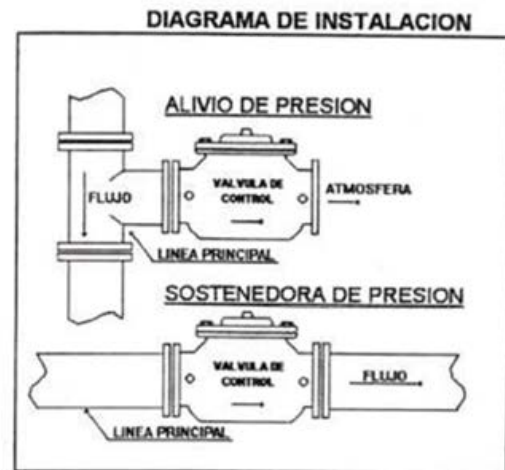 DIAGRAMA DE INSTALACION
ALIVIO DE PRESION
VALVULA DE
CONTROL
ATMOSFERA
FLUJO
LINEA PRINCIPAL
SOSTENEDORA DE PRESION
VALVULA DE
CONTROL
FLUJO
LINEA PRINCIPAL